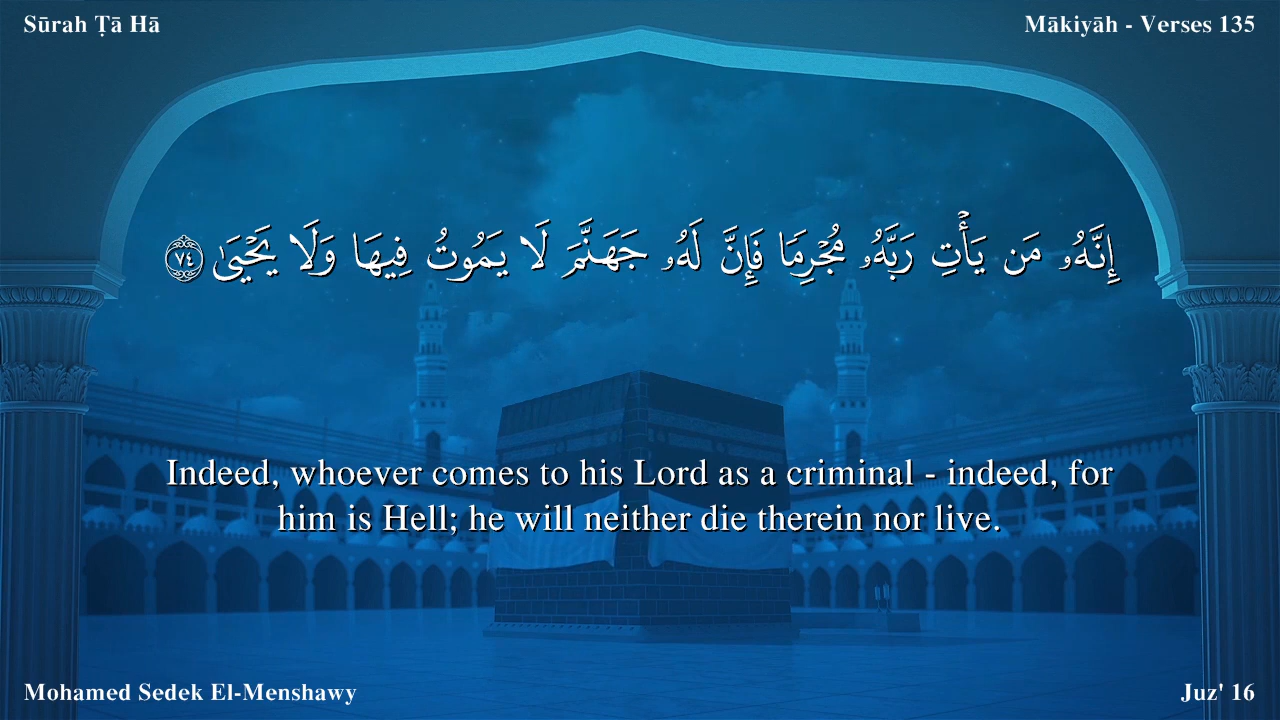 Sūrah Ṭā Hā
Mākiyāh - Verses 135
إِنَّهُۥ مَن يَأْتِ رَبَّهُۥ مُجْرِمًا فَإِنَّ لَهُۥ جَهَنَّمَ لَا يَمُوتُ فِيهَا وَلَا يَحْيَىٰ ٧٤
Indeed, whoever comes to his Lord as a criminal - indeed, for
him is Hell; he will neither die therein nor live.
Mohamed Sedek El-Menshawy
Juz' 16